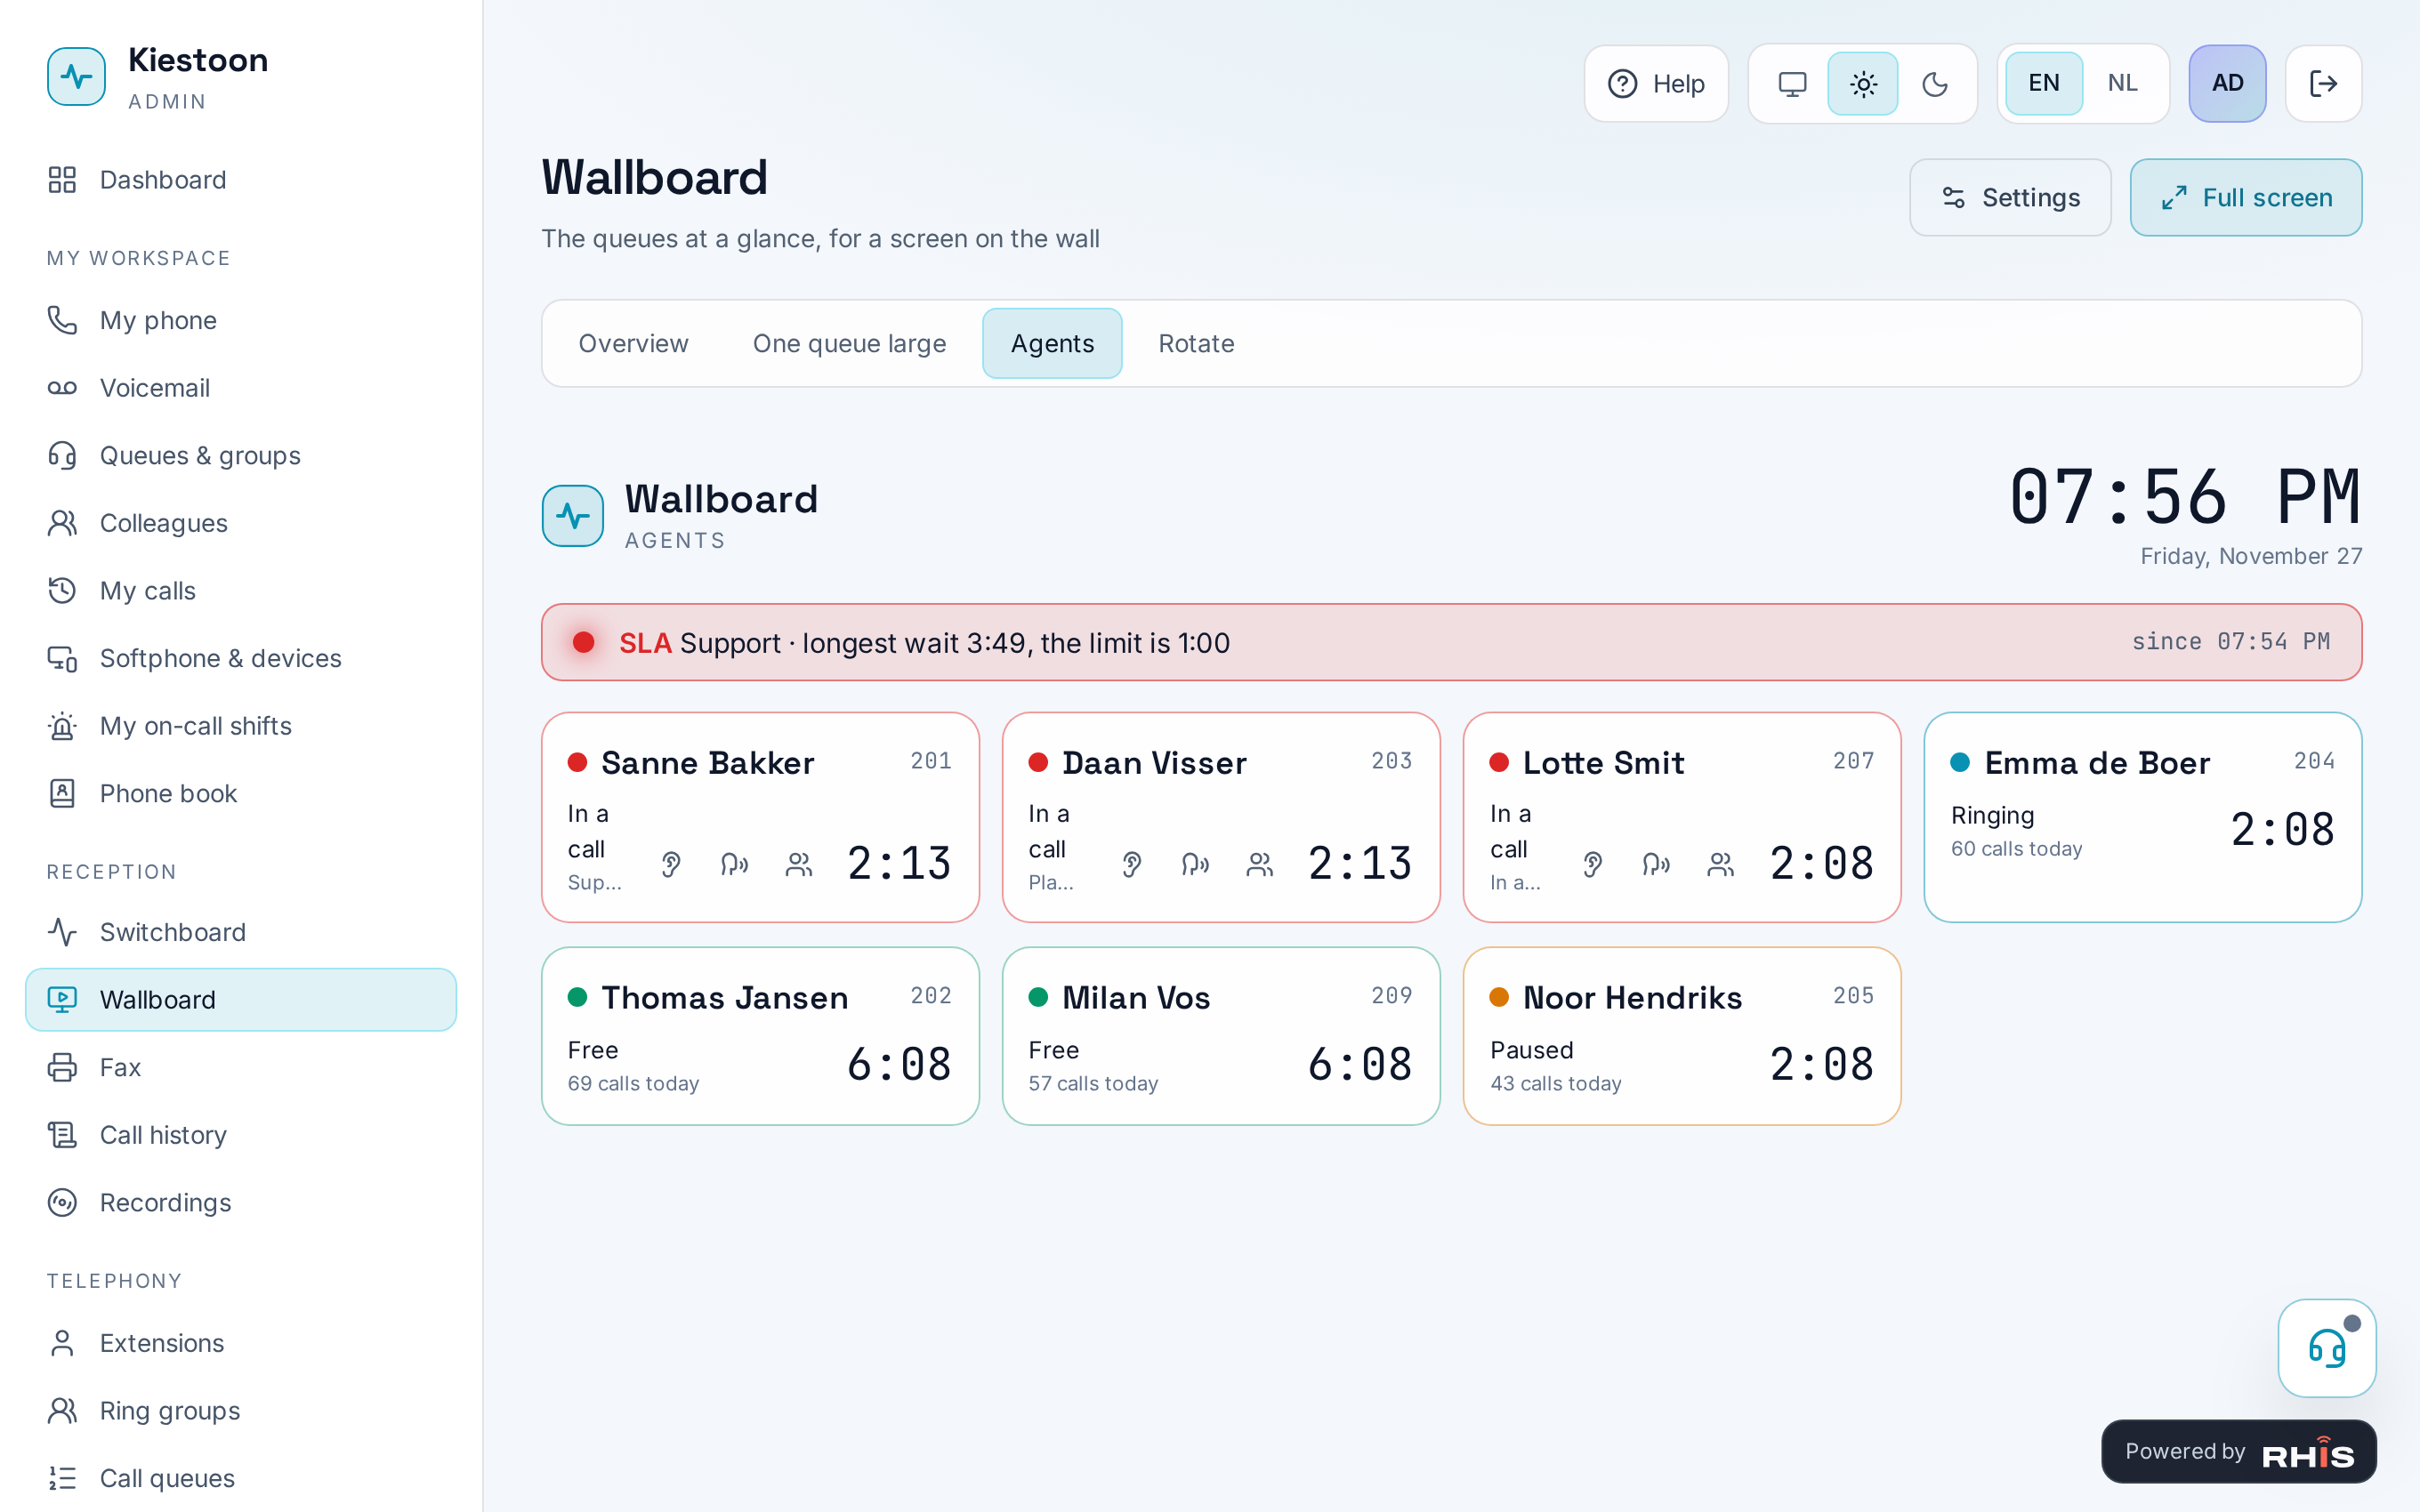 Kiestoon
ADMIN
Dashboard
MY WORKSPACE
My phone
Voicemail
Queues & groups
Colleagues
My calls
Softphone & devices
My on-call shifts
Phone book
RECEPTION
Switchboard
Wallboard
Fax
Call history
Recordings
TELEPHONY
Extensions
Ring groups
Call queues
Help
EN NL
AD
Wallboard
The queues at a glance, for a screen on the wall
Settings
Full screen
Overview One queue large Agents Rotate
Wallboard
AGENTS
07:56 PM
Friday, November 27
SLA Support · longest wait 3:49, the limit is 1:00
since 07:54 PM
Sanne Bakker 201
In a
call
Sup...
2:13
Daan Visser 203
In a
call
Pla...
2:13
Lotte Smit 207
In a
call
In a...
2:08
Emma de Boer 204
Ringing
60 calls today
2:08
Thomas Jansen 202
Free
69 calls today
6:08
Milan Vos 209
Free
57 calls today
6:08
Noor Hendriks 205
Paused
43 calls today
2:08
Powered by RHiS